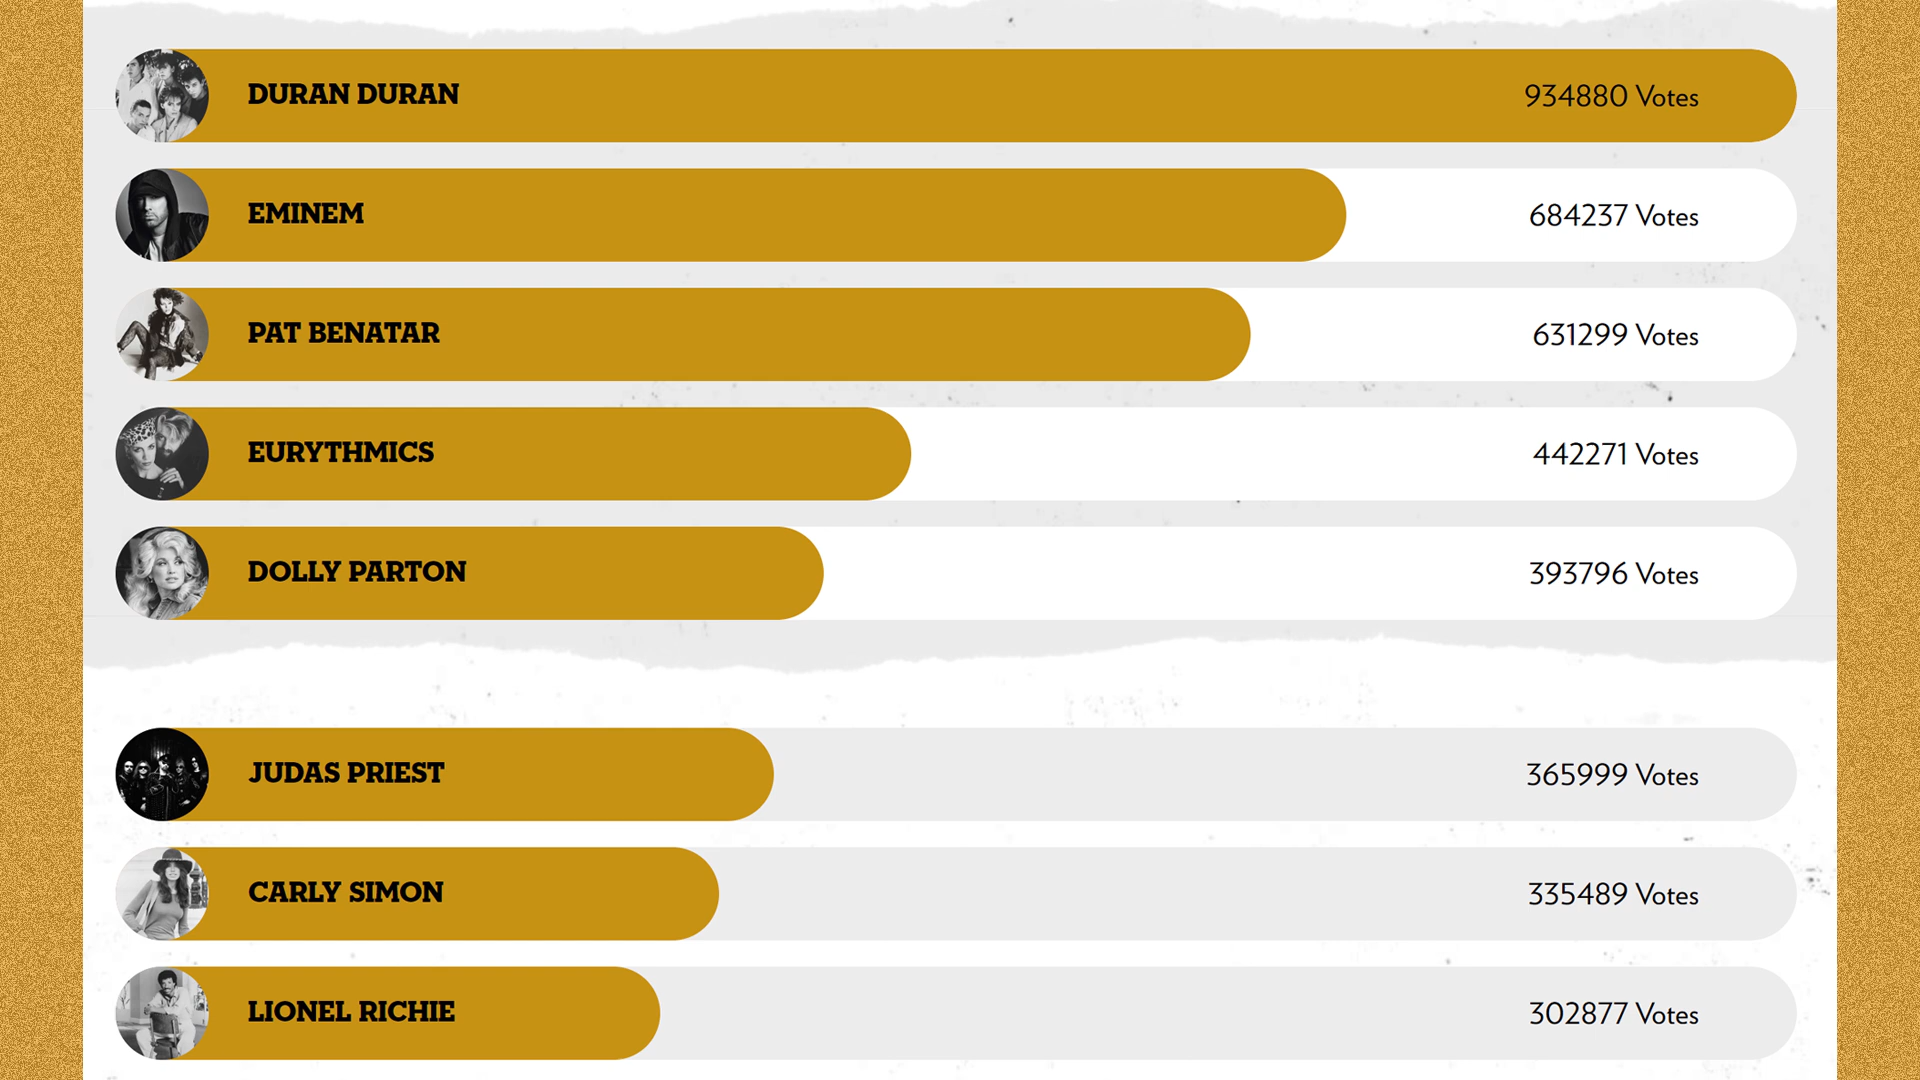 DURAN DURAN 934880 Votes
EMINEM 684237 Votes
PAT BENATAR 631299 Votes
EURYTHMICS 442271 Votes
DOLLY PARTON 393796 Votes
JUDAS PRIEST 365999 Votes
CARLY SIMON 335489 Votes
LIONEL RICHIE 302877 Votes